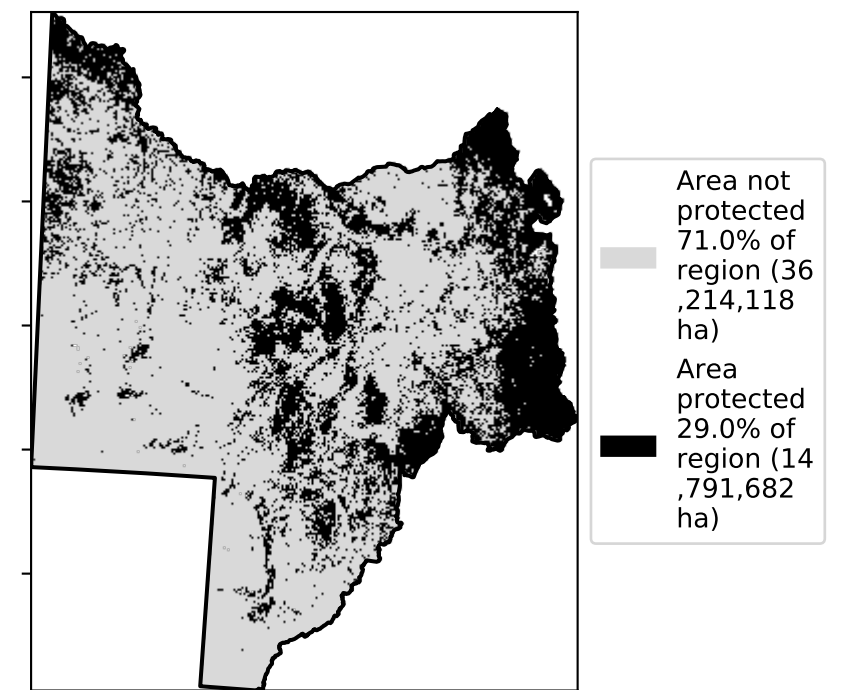 Area not
protected
71.0% of
region (36
,214,118
ha)
Area
protected
29.0% of
region (14
,791,682
ha)